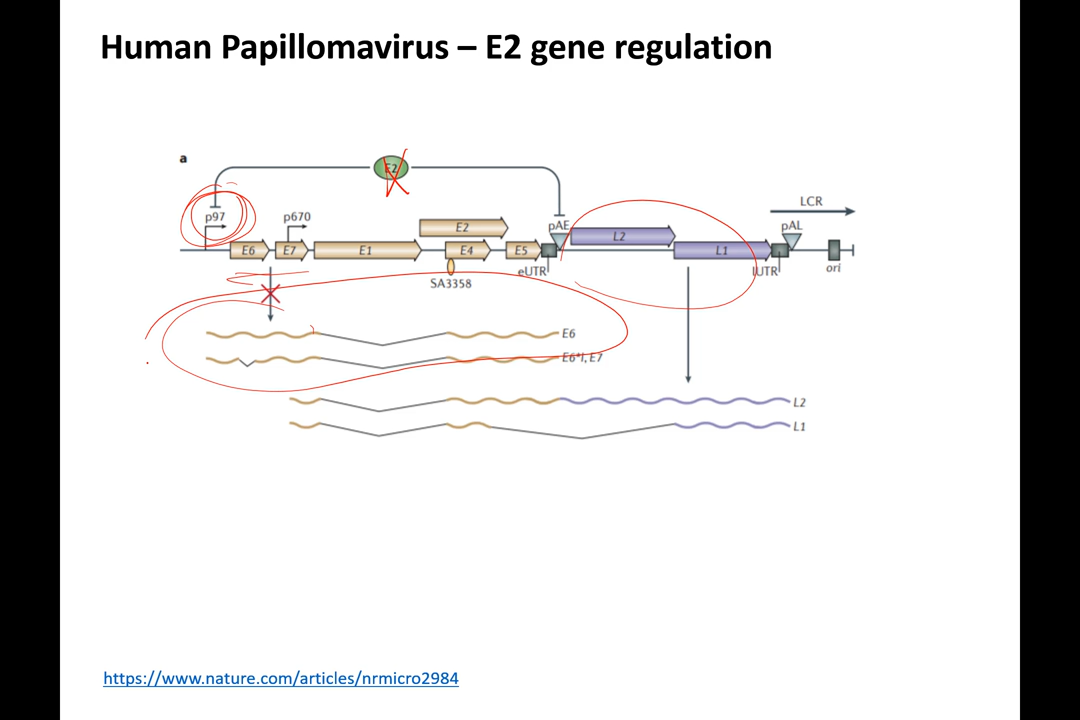 Human Papillomavirus – E2 gene regulation
a
E2
LCR
p97
p670
E2
pAE
L2
pAL
E6
E7
E1
E4
E5
L1
SA3358
eUTR
lUTR
ori
E6
E6*I, E7
L2
L1
https://www.nature.com/articles/nrmicro2984